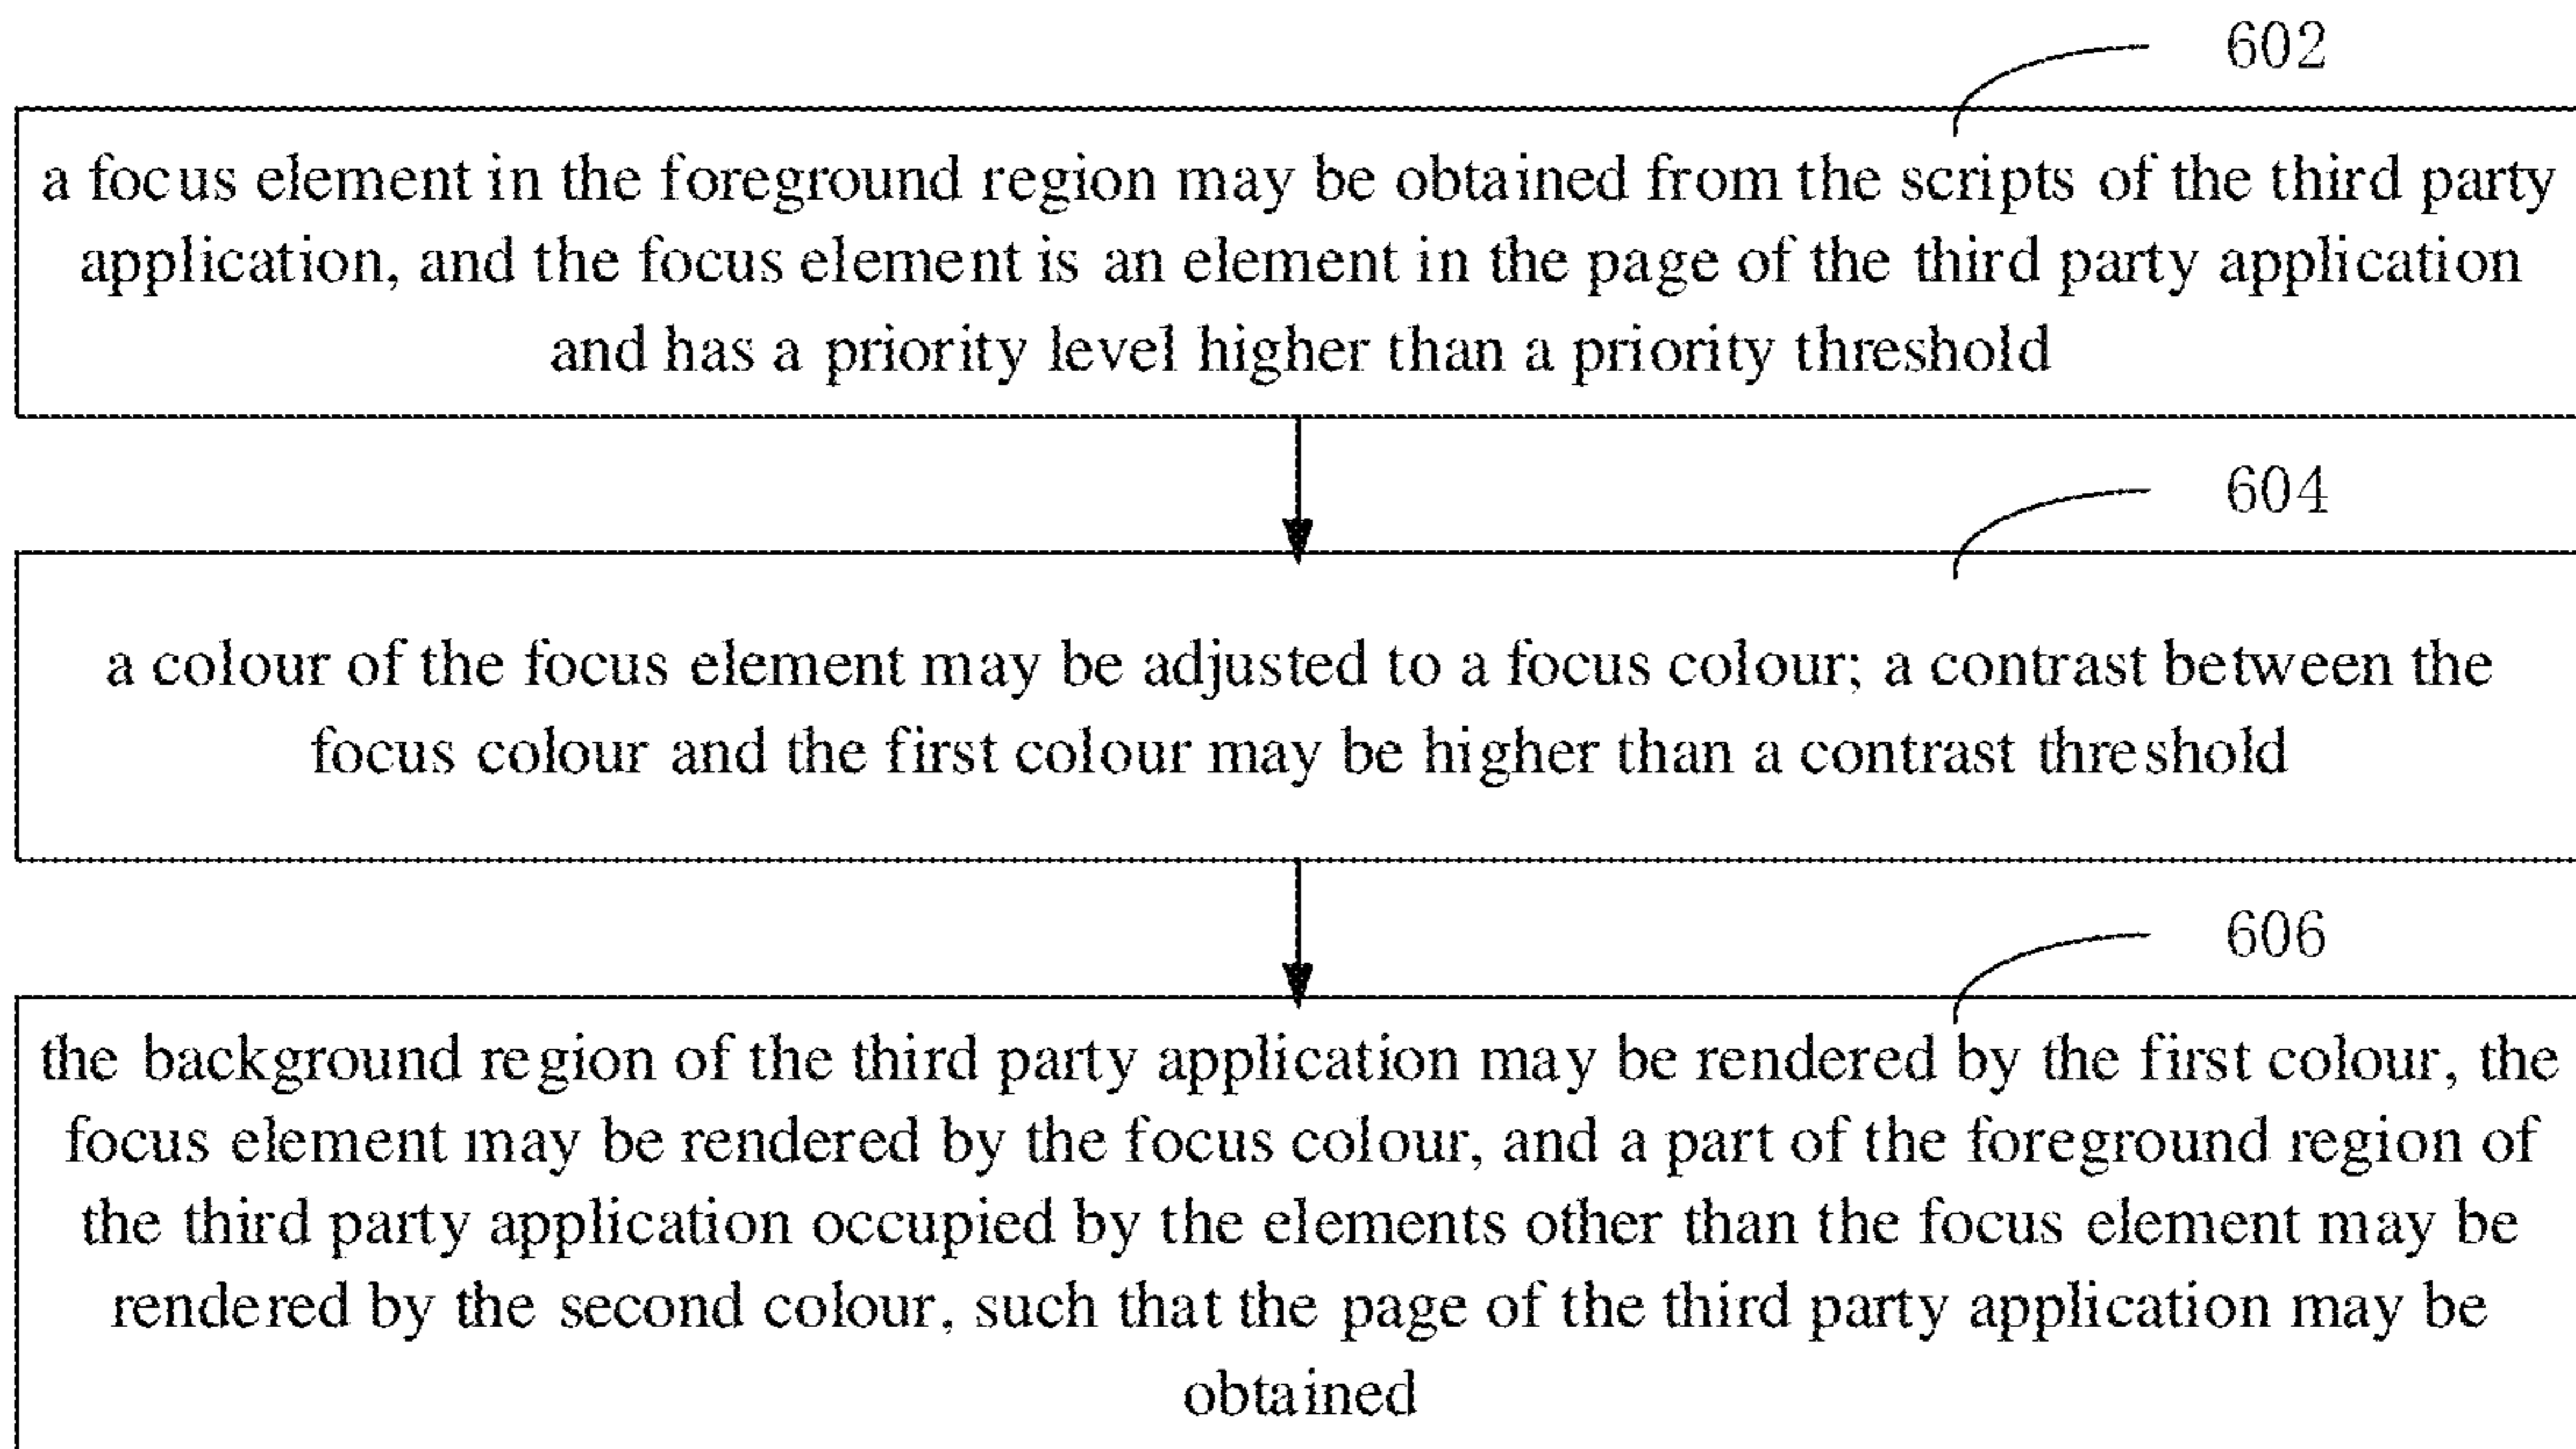 602
a focus element in the foreground region may be obtained from the scripts of the third party
application, and the focus element is an element in the page of the third party application
and has a priority level higher than a priority threshold
604
a colour of the focus element may be adjusted to a focus colour; a contrast between the
focus colour and the first colour may be higher than a contrast threshold
606
the background region of the third party application may be rendered by the first colour, the
focus element may be rendered by the focus colour, and a part of the foreground region of
the third party application occupied by the elements other than the focus element may be
rendered by the second colour, such that the page of the third party application may be
obtained